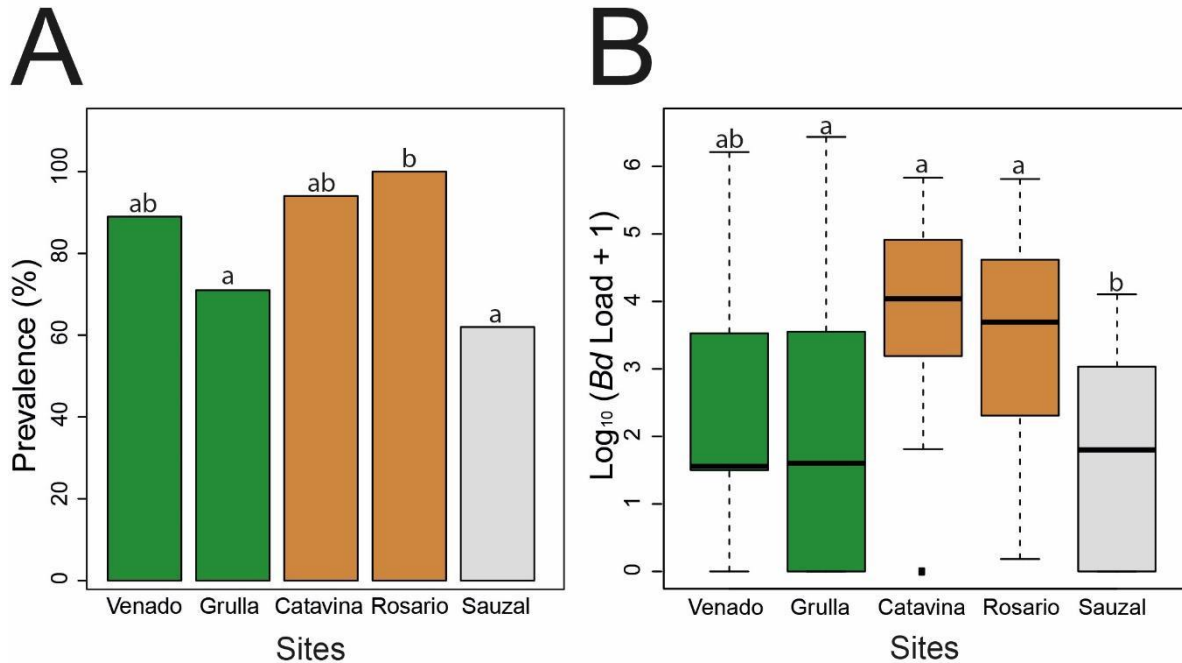 A
Prevalence (%)
0
20
40
60
80
100
ab
a
ab
b
a
Venado Grulla Catavina Rosario Sauzal
Sites
B
Log₁₀ (Bd Load + 1)
0
1
2
3
4
5
6
ab
a
a
a
b
Venado Grulla Catavina Rosario Sauzal
Sites